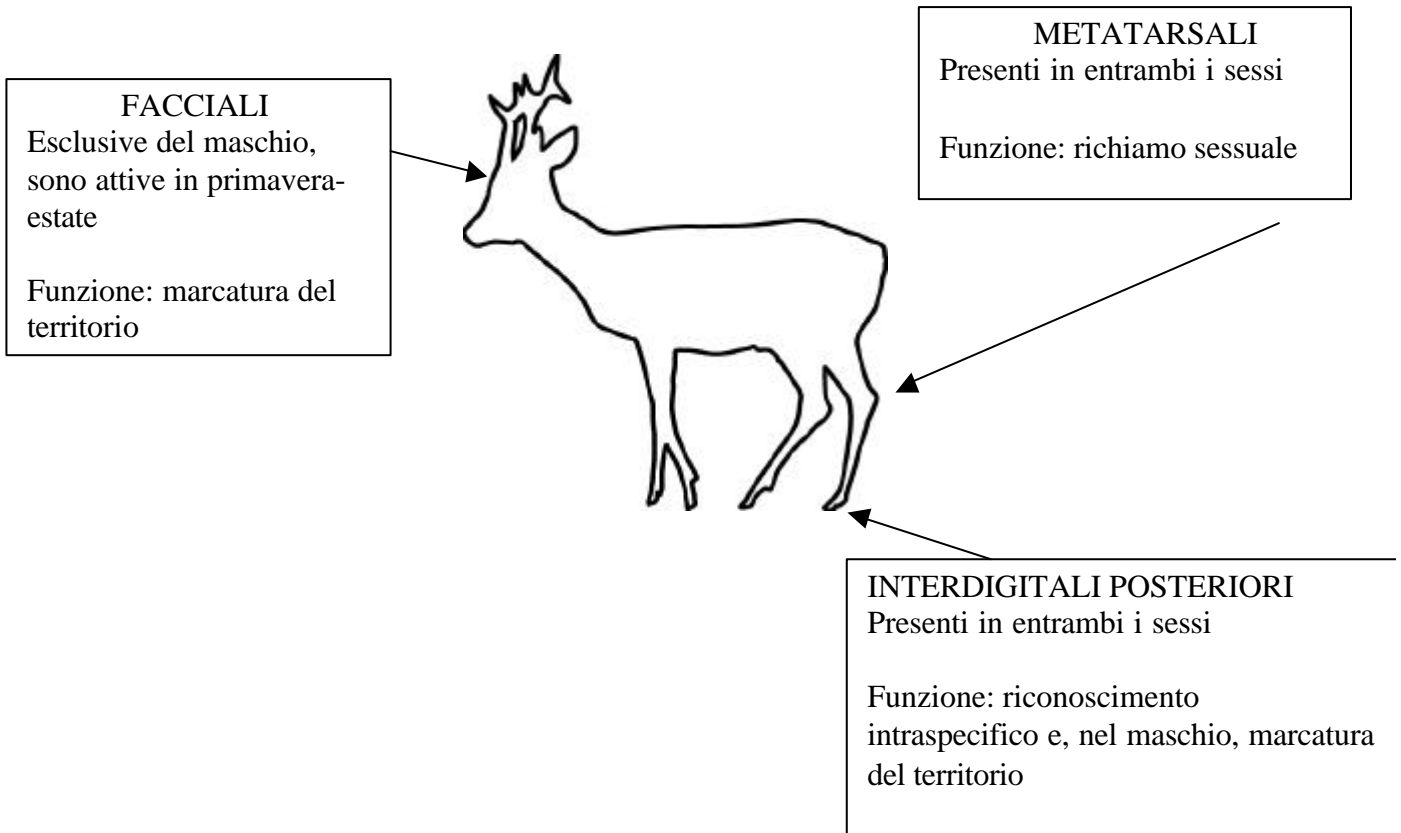 FACCIALI
Esclusive del maschio,
sono attive in primavera-
estate
Funzione: marcatura del
territorio
METATARSALI
Presenti in entrambi i sessi
Funzione: richiamo sessuale
INTERDIGITALI POSTERIORI
Presenti in entrambi i sessi
Funzione: riconoscimento
intraspecifico e, nel maschio, marcatura
del territorio